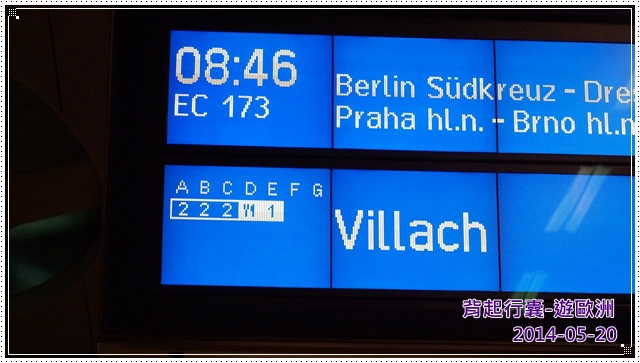 08:46
EC 173
Berlin Südkreuz - Dre
Praha hl.n. - Brno hl.n
A B C D E F G
2 2 2 1
Villach
背起行囊-遊歐洲
2014-05-20